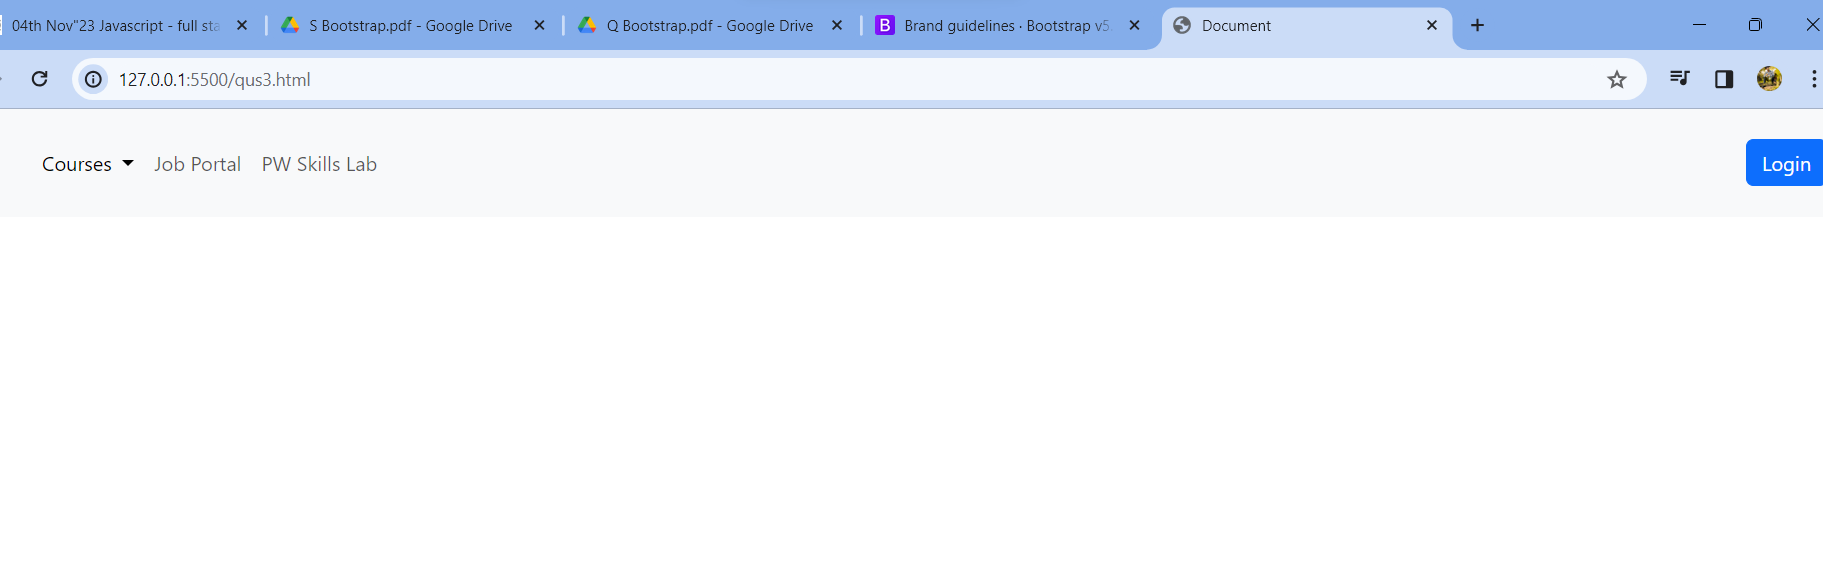 04th Nov"23 Javascript - full sta
S Bootstrap.pdf - Google Drive
Q Bootstrap.pdf - Google Drive
B Brand guidelines · Bootstrap v5
Document
127.0.0.1:5500/qus3.html
Courses Job Portal PW Skills Lab
Login